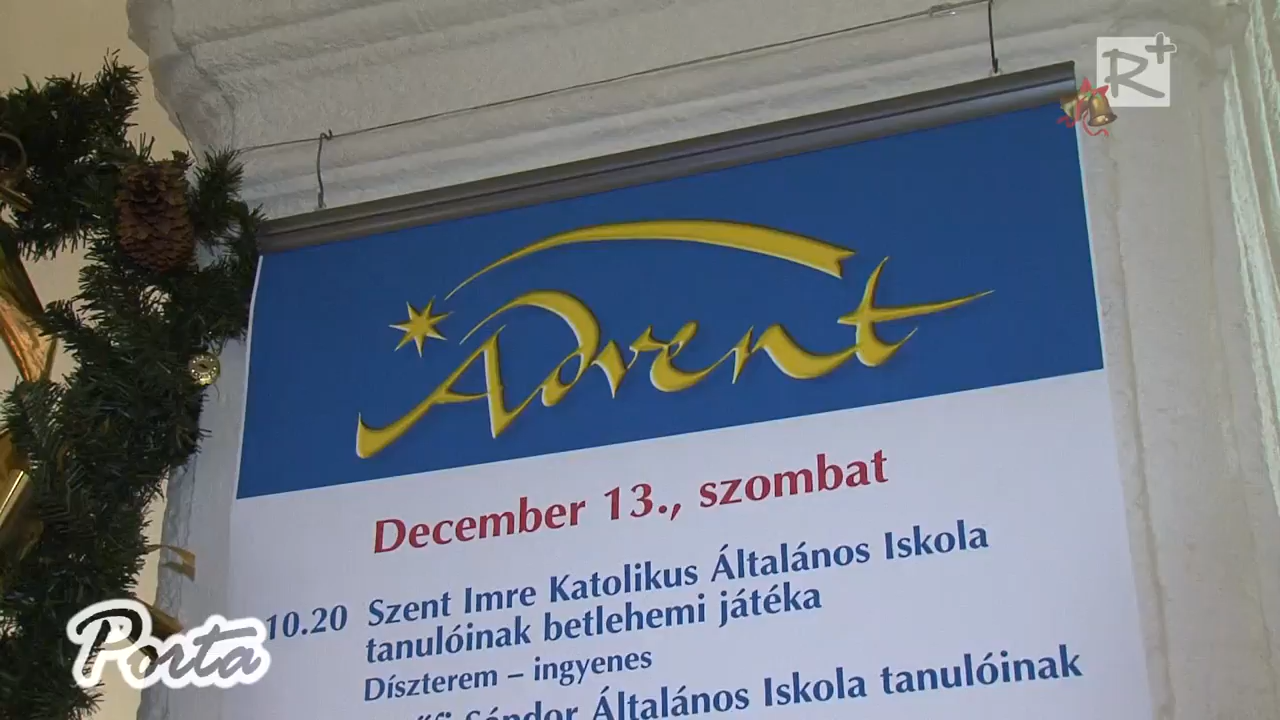 R+
Advent
December 13., szombat
10.20 Szent Imre Katolikus Általános Iskola
tanulóinak betlehemi játéka
Díszterem – ingyenes
Sándor Általános Iskola tanulóinak
Porta